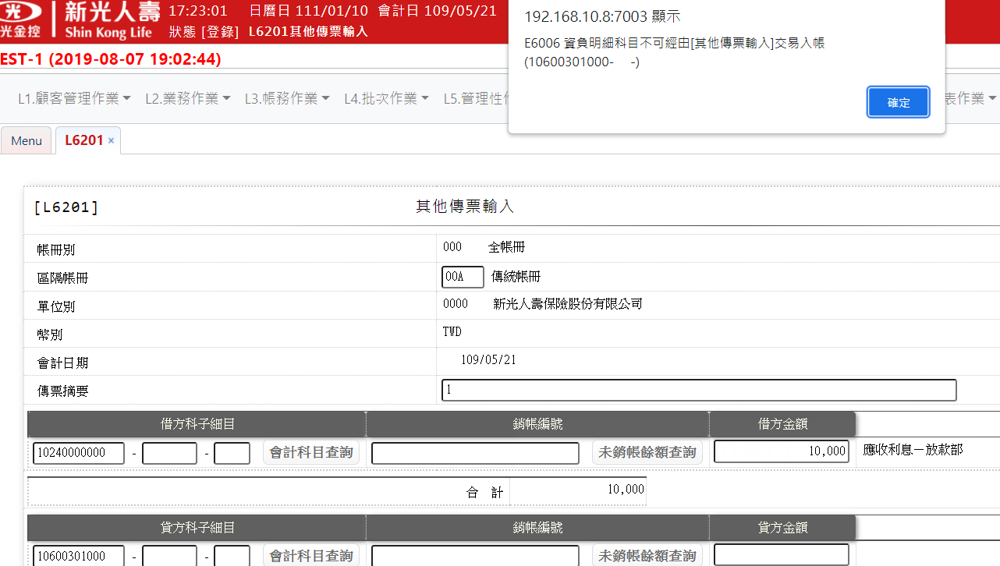 新光人壽
光金控
Shin Kong Life
17:23:01 日曆日 111/01/10 會計日 109/05/21
狀態 [登錄] L6201其他傳票輸入
192.168.10.8:7003 顯示
E6006 資負明細科目不可經由[其他傳票輸入]交易入帳
(10600301000- -)
確定
EST-1 (2019-08-07 19:02:44)
L1.顧客管理作業 L2.業務作業 L3.帳務作業 L4.批次作業 L5.管理性 表作業
Menu L6201 ×
[L6201] 其他傳票輸入
帳冊別 000 全帳冊
區隔帳冊 00A 傳統帳冊
單位別 0000 新光人壽保險股份有限公司
幣別 TWD
會計日期 109/05/21
傳票摘要 1
借方科子細目 銷帳編號 借方金額
10240000000 - - 會計科目查詢 未銷帳餘額查詢 10,000 應收利息－放款部
合 計 10,000
貸方科子細目 銷帳編號 貸方金額
10600301000 - - 會計科目查詢 未銷帳餘額查詢